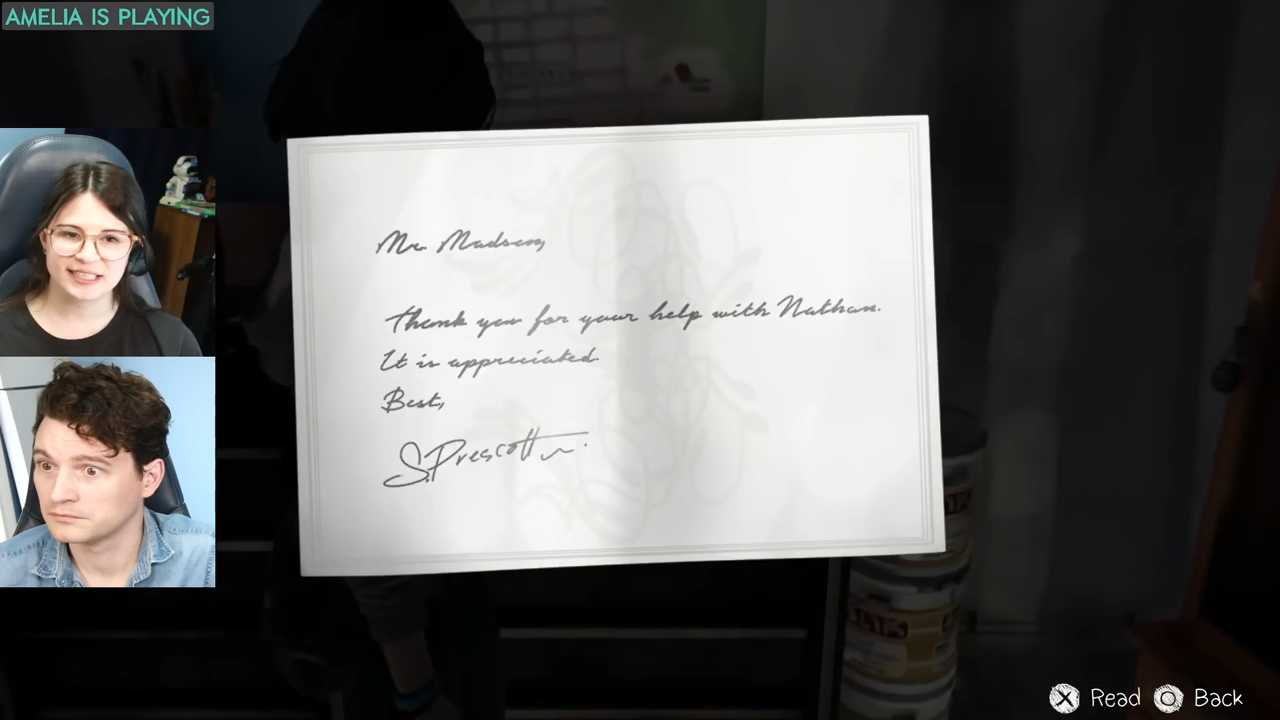 AMELIA IS PLAYING
Mr. Madsen,
Thank you for your help with Nathan.
It is appreciated.
Best,
S.Prescott
Read
Back